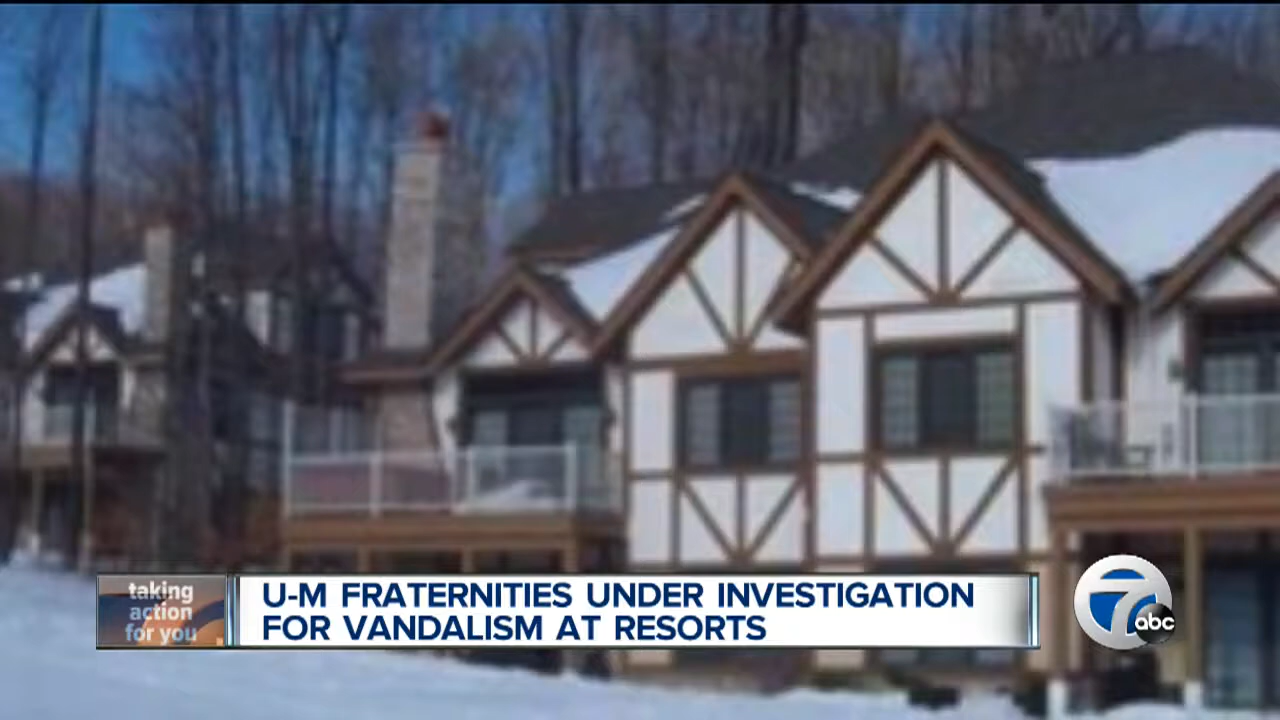 taking
action
for you
U-M FRATERNITIES UNDER INVESTIGATION
FOR VANDALISM AT RESORTS
7
abc